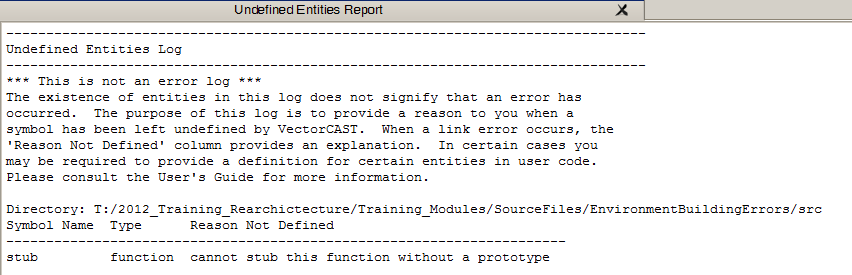 Undefined Entities Report X
--------------------------------------------------------------------------------
Undefined Entities Log
--------------------------------------------------------------------------------
*** This is not an error log ***
The existence of entities in this log does not signify that an error has
occurred.  The purpose of this log is to provide a reason to you when a
symbol has been left undefined by VectorCAST.  When a link error occurs, the
'Reason Not Defined' column provides an explanation.  In certain cases you
may be required to provide a definition for certain entities in user code.
Please consult the User's Guide for more information.
Directory: T:/2012_Training_Rearchictecture/Training_Modules/SourceFiles/EnvironmentBuildingErrors/src
Symbol Name  Type      Reason Not Defined
----------------------------------------------------------------------
stub         function  cannot stub this function without a prototype